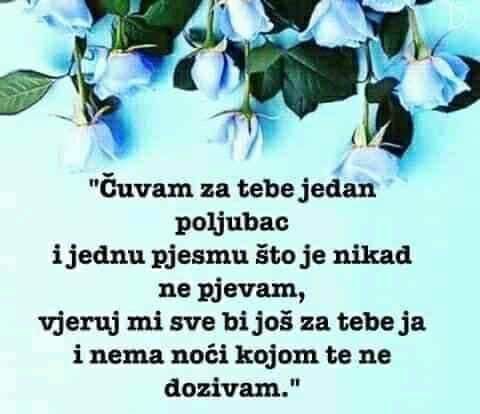 "Čuvam za tebe jedan
poljubac
i jednu pjesmu što je nikad
ne pjevam,
vjeruj mi sve bi još za tebe ja
i nema noći kojom te ne
dozivam."